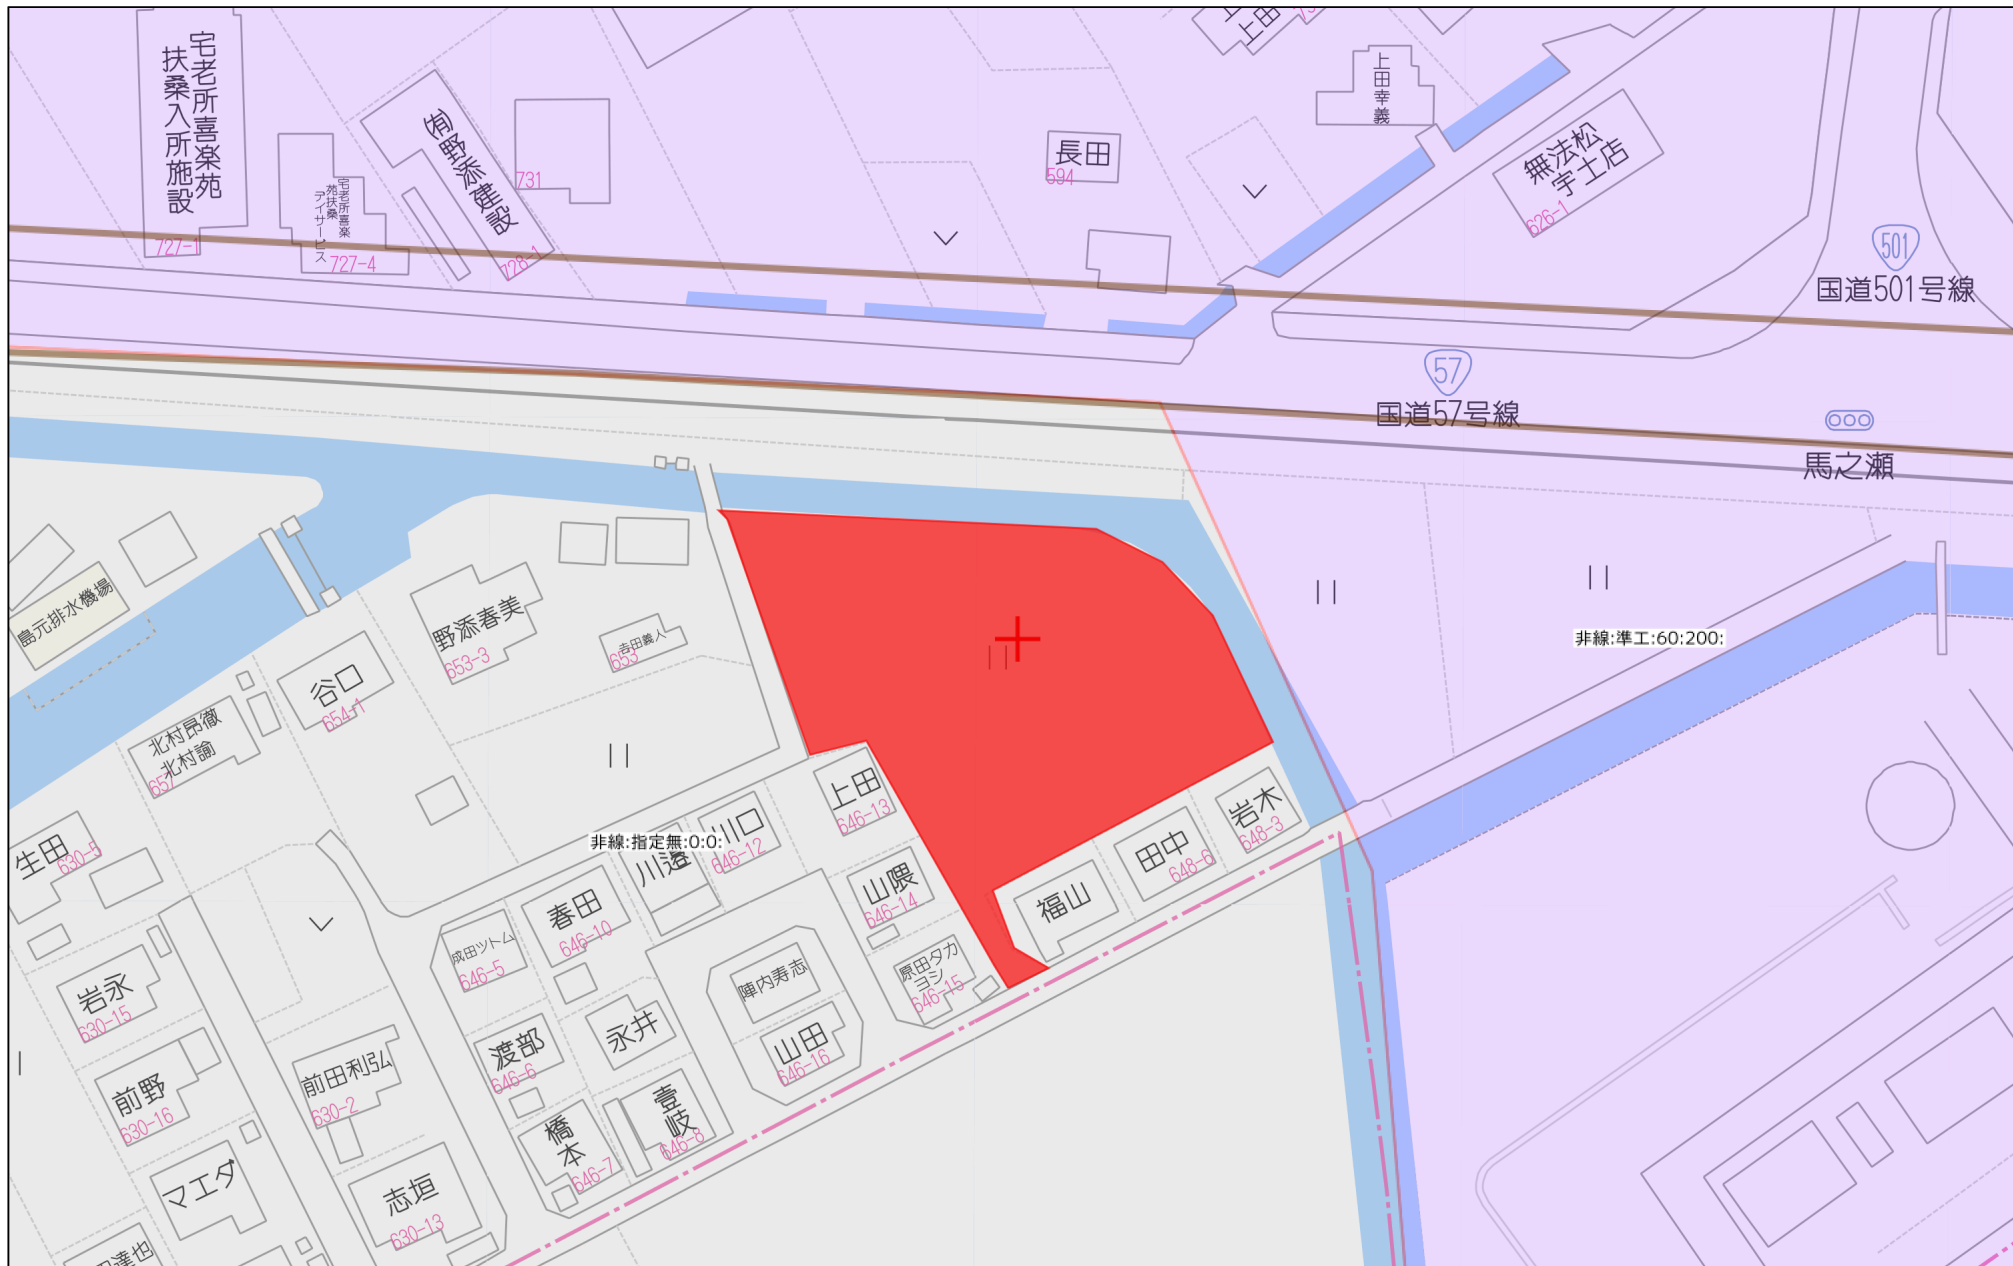 宅老所喜楽苑
扶桑入所施設
727-1
宅老所喜楽
苑扶桑
デイサービス
727-4
㈲野添建設
728-1
731
長田
594
上田
上田幸義
無法松
宇土店
626-1
501
国道501号線
57
国道57号線
馬之瀬
非線:準工:60:200:
島元排水機場
野添春美
653-3
吉田義人
653
谷口
654-1
北村昂徹
北村諭
657
生田
630-5
非線:指定無:0:0:
上田
646-13
川口
646-12
川邉
春田
646-10
成田ツトム
646-5
山隈
646-14
原田タカ
ヨシ
646-15
福山
田中
648-6
岩木
648-3
岩永
630-15
前野
630-16
前田利弘
630-2
渡部
646-6
永井
陣内寿志
山田
646-16
橋本
646-7
壹岐
646-8
マエダ
志垣
630-13
達也